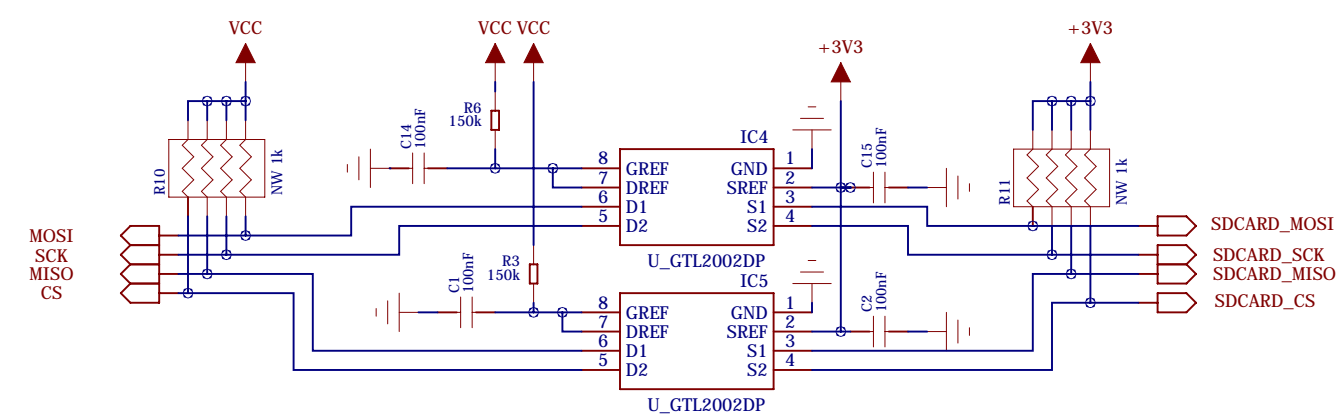 VCC
VCC VCC
+3V3
+3V3
R6
150k
C14
100nF
R10
NW 1k
IC4
8 GREF GND 1
7 DREF SREF 2
6 D1 S1 3
5 D2 S2 4
U_GTL2002DP
C15
100nF
R11
NW 1k
MOSI
SCK
MISO
CS
SDCARD_MOSI
SDCARD_SCK
SDCARD_MISO
SDCARD_CS
R3
150k
C1
100nF
IC5
8 GREF GND 1
7 DREF SREF 2
6 D1 S1 3
5 D2 S2 4
U_GTL2002DP
C2
100nF